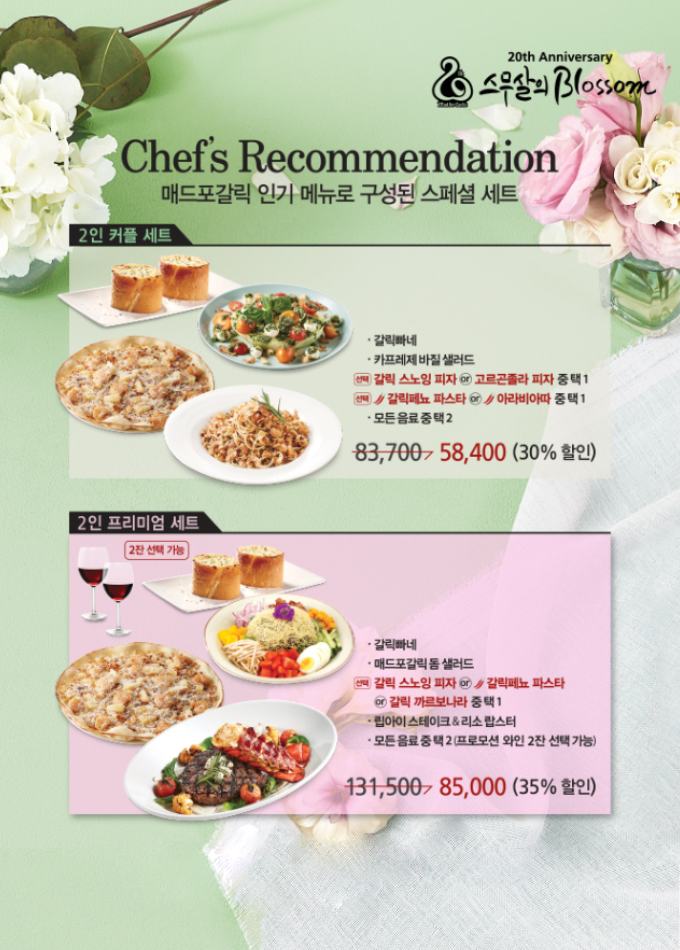 20th Anniversary
스무살의 Blossom
Chef's Recommendation
매드포갈릭 인기 메뉴로 구성된 스페셜 세트
2인 커플 세트
· 갈릭빠네
· 카프레제 바질 샐러드
선택 갈릭 스노잉 피자 or 고르곤졸라 피자 중 택 1
선택 갈릭페뇨 파스타 or 아라비아따 중 택 1
· 모든 음료 중 택 2
83,700 58,400 (30% 할인)
2인 프리미엄 세트
2잔 선택 가능
· 갈릭빠네
· 매드포갈릭 돔 샐러드
선택 갈릭 스노잉 피자 or 갈릭페뇨 파스타
or 갈릭 까르보나라 중 택 1
· 립아이 스테이크 & 리소 랍스터
· 모든 음료 중 택 2 (프로모션 와인 2잔 선택 가능)
131,500 85,000 (35% 할인)